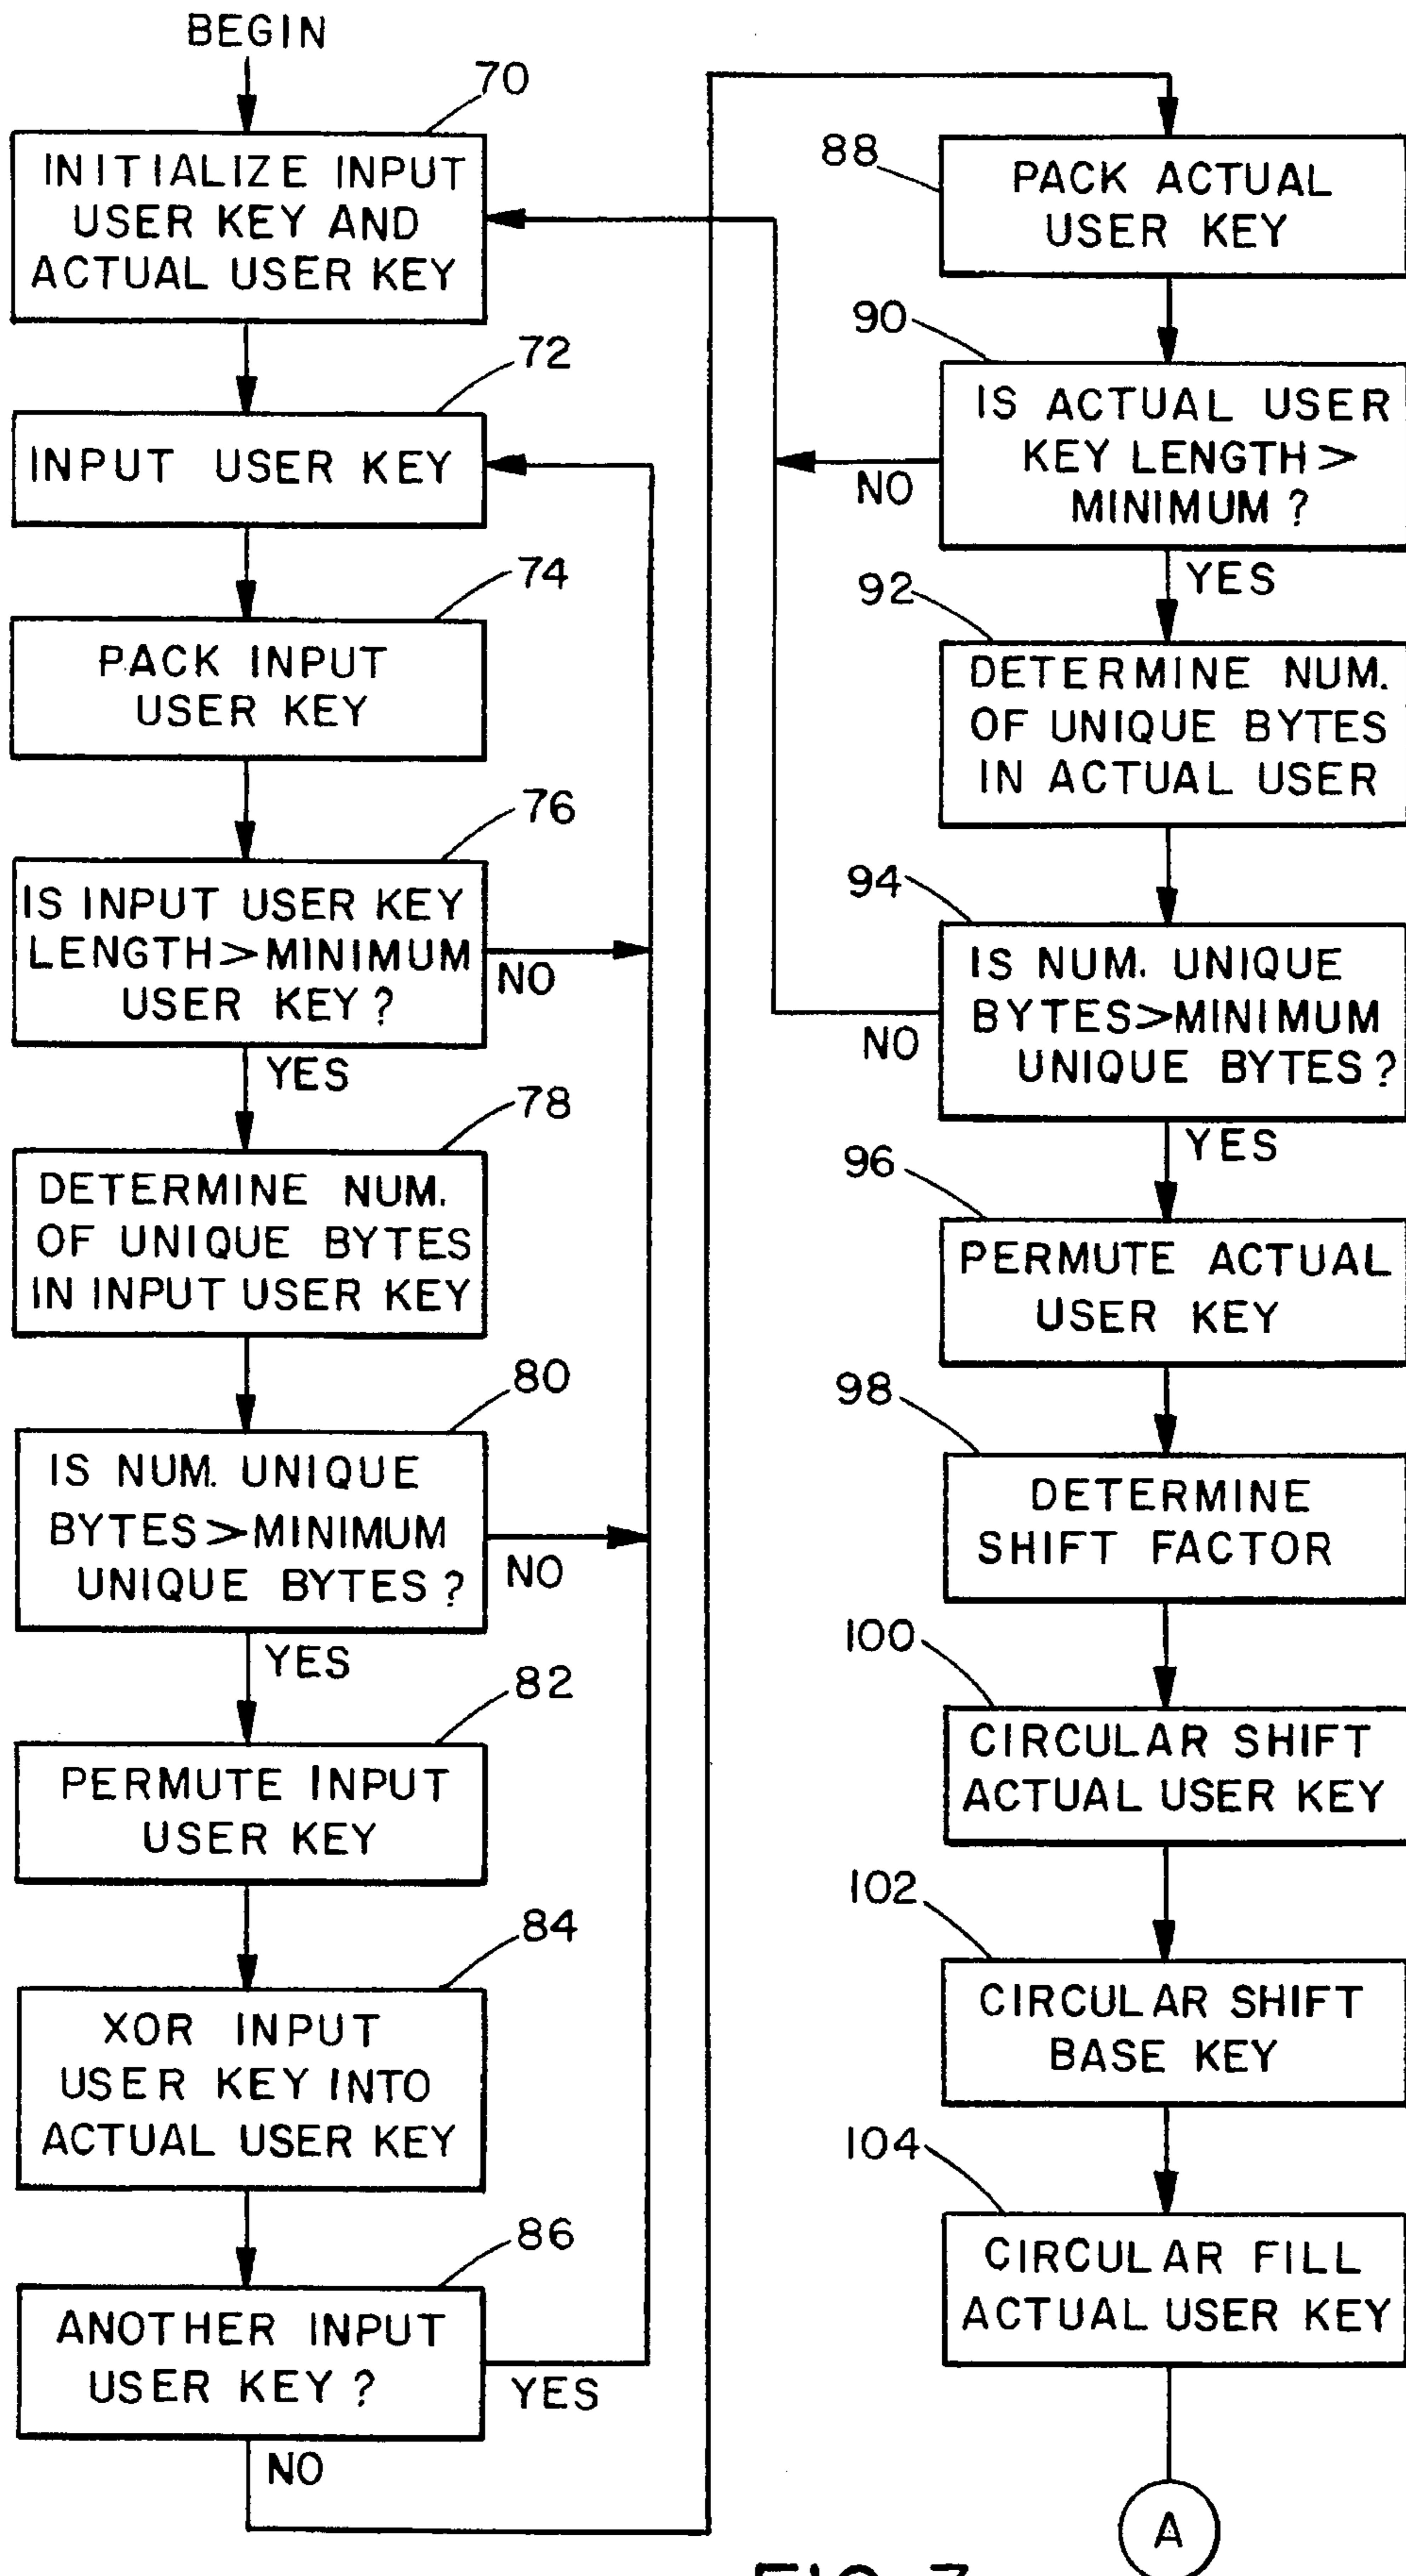 BEGIN
70
INITIALIZE INPUT
USER KEY AND
ACTUAL USER KEY
72
INPUT USER KEY
74
PACK INPUT
USER KEY
76
IS INPUT USER KEY
LENGTH>MINIMUM
USER KEY?
NO
YES
78
DETERMINE NUM.
OF UNIQUE BYTES
IN INPUT USER KEY
80
IS NUM. UNIQUE
BYTES>MINIMUM
UNIQUE BYTES?
NO
YES
82
PERMUTE INPUT
USER KEY
84
XOR INPUT
USER KEY INTO
ACTUAL USER KEY
86
ANOTHER INPUT
USER KEY?
YES
NO
88
PACK ACTUAL
USER KEY
90
IS ACTUAL USER
KEY LENGTH>
MINIMUM?
NO
YES
92
DETERMINE NUM.
OF UNIQUE BYTES
IN ACTUAL USER
94
IS NUM. UNIQUE
BYTES>MINIMUM
UNIQUE BYTES?
NO
YES
96
PERMUTE ACTUAL
USER KEY
98
DETERMINE
SHIFT FACTOR
100
CIRCULAR SHIFT
ACTUAL USER KEY
102
CIRCULAR SHIFT
BASE KEY
104
CIRCULAR FILL
ACTUAL USER KEY
A